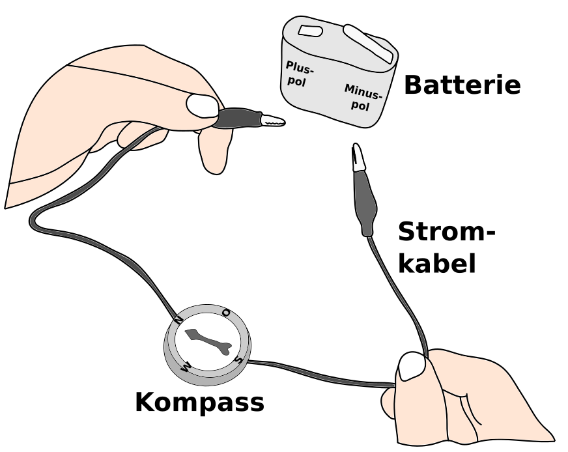 Plus-
pol
Minus-
pol
Batterie
Strom-
kabel
N
O
W
S
Kompass